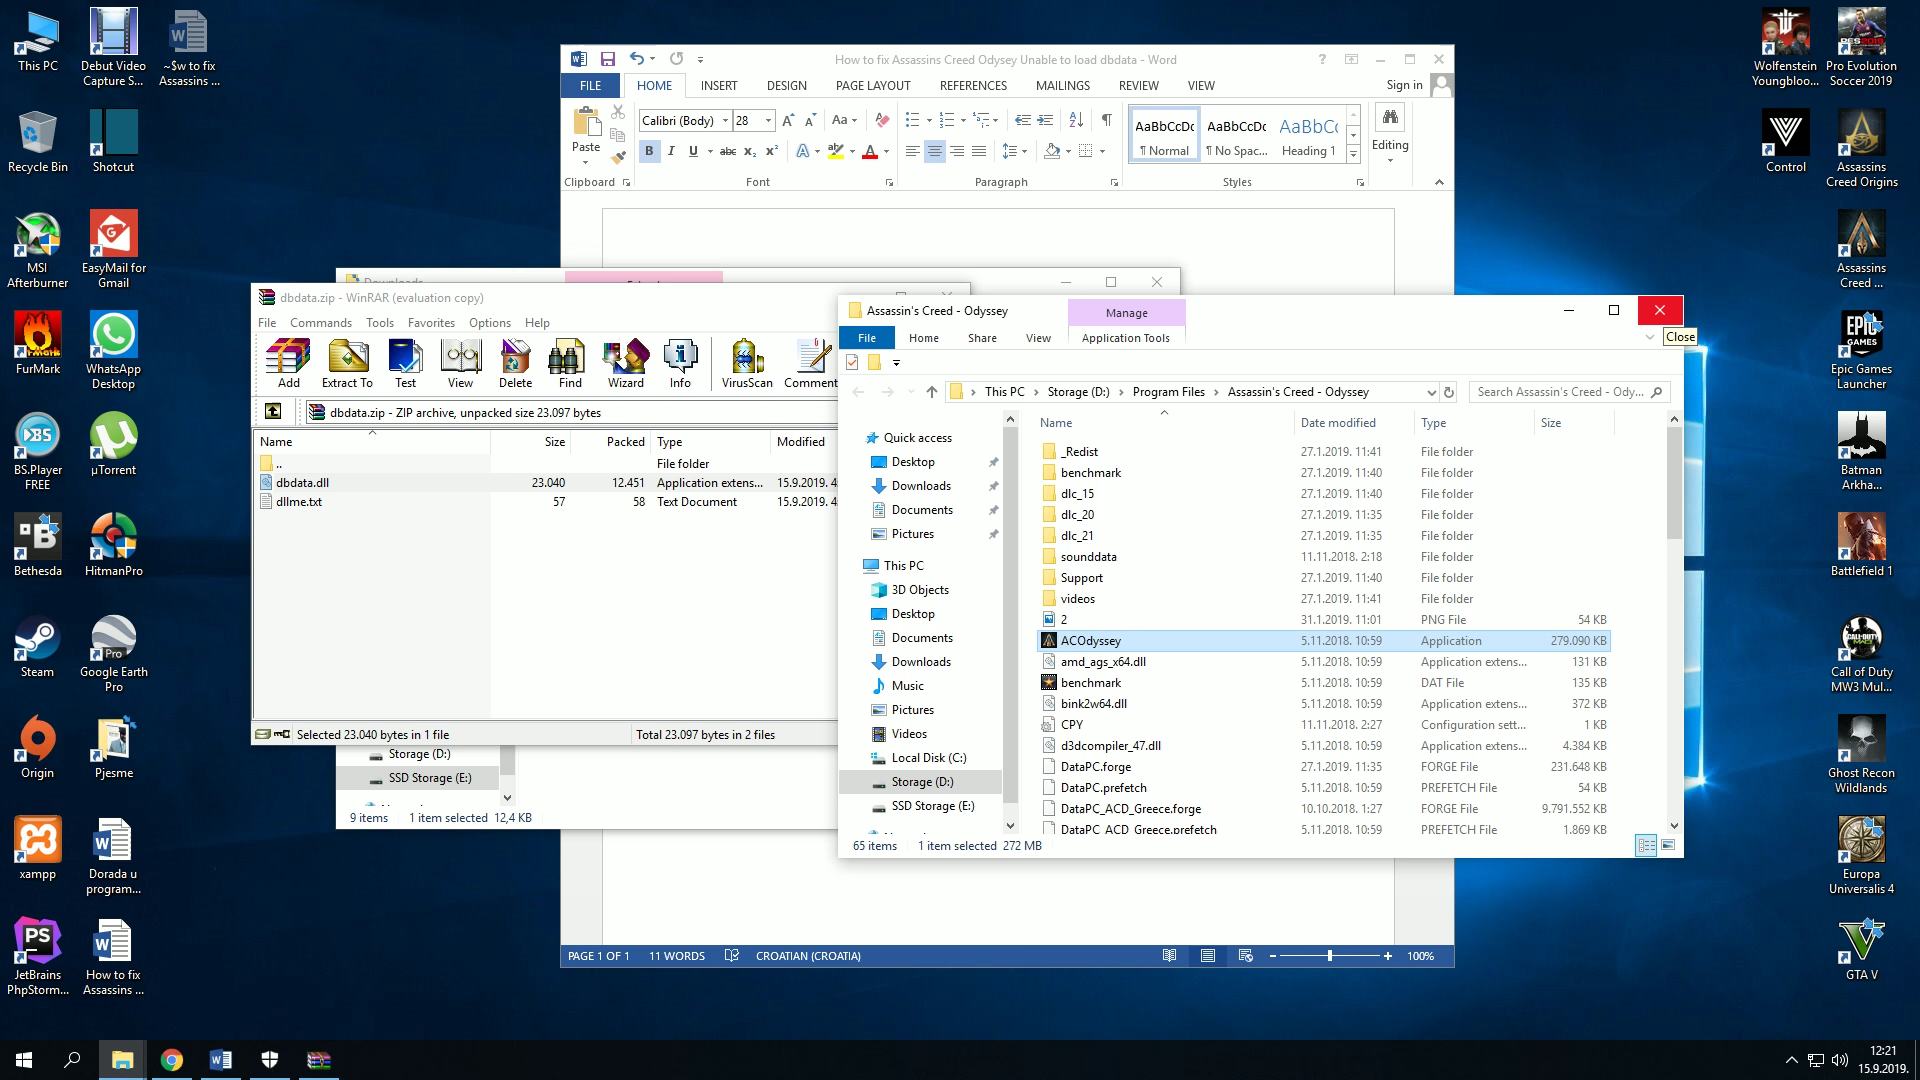 This PC
Debut Video
Capture S...
~$w to fix
Assassins ...
Recycle Bin
Shotcut
MSI
Afterburner
EasyMail for
Gmail
FurMark
WhatsApp
Desktop
BS.Player
FREE
µTorrent
Bethesda
HitmanPro
Steam
Google Earth
Pro
Origin
Pjesme
xampp
Dorada u
program...
JetBrains
PhpStorm...
How to fix
Assassins ...
How to fix Assassins Creed Odysey Unable to load dbdata - Word
FILE HOME INSERT DESIGN PAGE LAYOUT REFERENCES MAILINGS REVIEW VIEW Sign in
Calibri (Body) 28
Paste
AaBbCcDc AaBbCcDc AaBbCc
¶ Normal ¶ No Spac... Heading 1
Editing
Clipboard Font Paragraph Styles
Downloads
dbdata.zip - WinRAR (evaluation copy)
File Commands Tools Favorites Options Help
Add Extract To Test View Delete Find Wizard Info VirusScan Comment
dbdata.zip - ZIP archive, unpacked size 23.097 bytes
Name Size Packed Type Modified
.. File folder
dbdata.dll 23.040 12.451 Application extens... 15.9.2019. 4:
dllme.txt 57 58 Text Document 15.9.2019. 4:
Selected 23.040 bytes in 1 file Total 23.097 bytes in 2 files
Storage (D:)
SSD Storage (E:)
9 items 1 item selected 12,4 KB
Assassin's Creed - Odyssey Manage
Close
File Home Share View Application Tools
This PC Storage (D:) Program Files Assassin's Creed - Odyssey Search Assassin's Creed - Ody...
Quick access
Desktop
Downloads
Documents
Pictures
This PC
3D Objects
Desktop
Documents
Downloads
Music
Pictures
Videos
Local Disk (C:)
Storage (D:)
SSD Storage (E:)
Name Date modified Type Size
_Redist 27.1.2019. 11:41 File folder
benchmark 27.1.2019. 11:40 File folder
dlc_15 27.1.2019. 11:40 File folder
dlc_20 27.1.2019. 11:35 File folder
dlc_21 27.1.2019. 11:35 File folder
sounddata 11.11.2018. 2:18 File folder
Support 27.1.2019. 11:40 File folder
videos 27.1.2019. 11:41 File folder
2 31.1.2019. 11:01 PNG File 54 KB
ACOdyssey 5.11.2018. 10:59 Application 279.090 KB
amd_ags_x64.dll 5.11.2018. 10:59 Application extens... 131 KB
benchmark 5.11.2018. 10:59 DAT File 135 KB
bink2w64.dll 5.11.2018. 10:59 Application extens... 372 KB
CPY 11.11.2018. 2:27 Configuration sett... 1 KB
d3dcompiler_47.dll 5.11.2018. 10:59 Application extens... 4.384 KB
DataPC.forge 27.1.2019. 11:35 FORGE File 231.648 KB
DataPC.prefetch 5.11.2018. 10:59 PREFETCH File 54 KB
DataPC_ACD_Greece.forge 10.10.2018. 1:27 FORGE File 9.791.552 KB
DataPC_ACD_Greece.prefetch 5.11.2018. 10:59 PREFETCH File 1.869 KB
65 items 1 item selected 272 MB
PAGE 1 OF 1 11 WORDS CROATIAN (CROATIA) 100%
Wolfenstein
Youngbloo...
Pro Evolution
Soccer 2019
Control
Assassins
Creed Origins
Assassins
Creed ...
Epic Games
Launcher
Batman
Arkha...
Battlefield 1
Call of Duty
MW3 Mul...
Ghost Recon
Wildlands
Europa
Universalis 4
GTA V
12:21
15.9.2019.